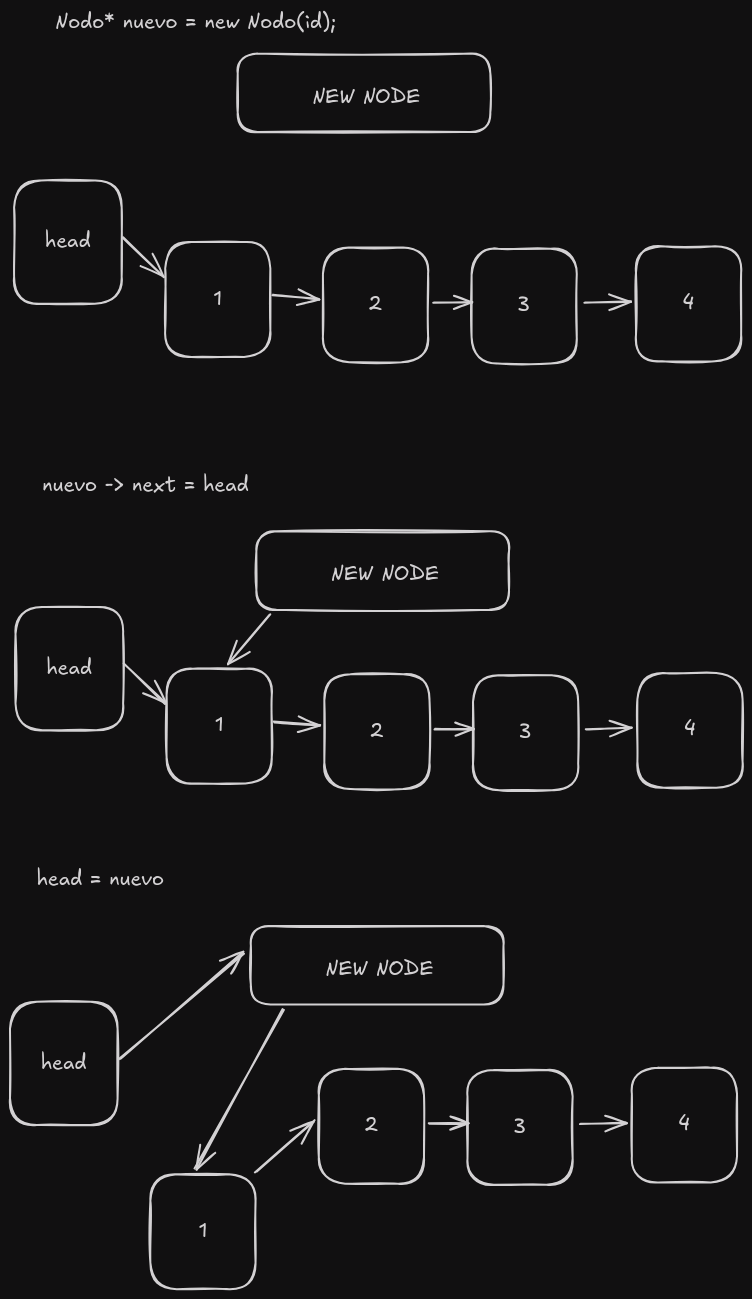 Nodo* nuevo = new Nodo(id);
NEW NODE
head
1
2
3
4
nuevo -> next = head
NEW NODE
head
1
2
3
4
head = nuevo
NEW NODE
head
2
3
4
1